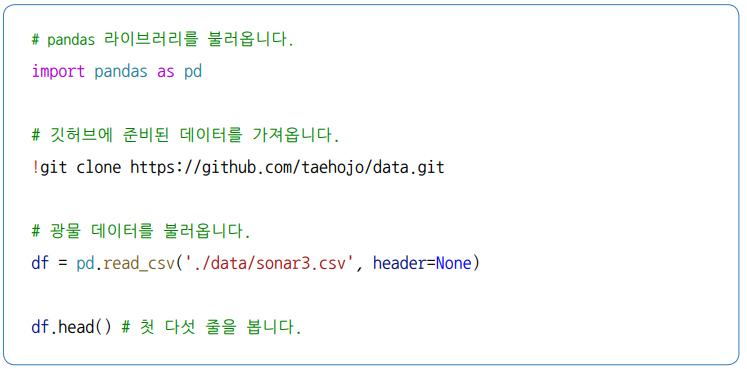 # pandas 라이브러리를 불러옵니다.
import pandas as pd
# 깃허브에 준비된 데이터를 가져옵니다.
!git clone https://github.com/taehojo/data.git
# 광물 데이터를 불러옵니다.
df = pd.read_csv('./data/sonar3.csv', header=None)
df.head() # 첫 다섯 줄을 봅니다.